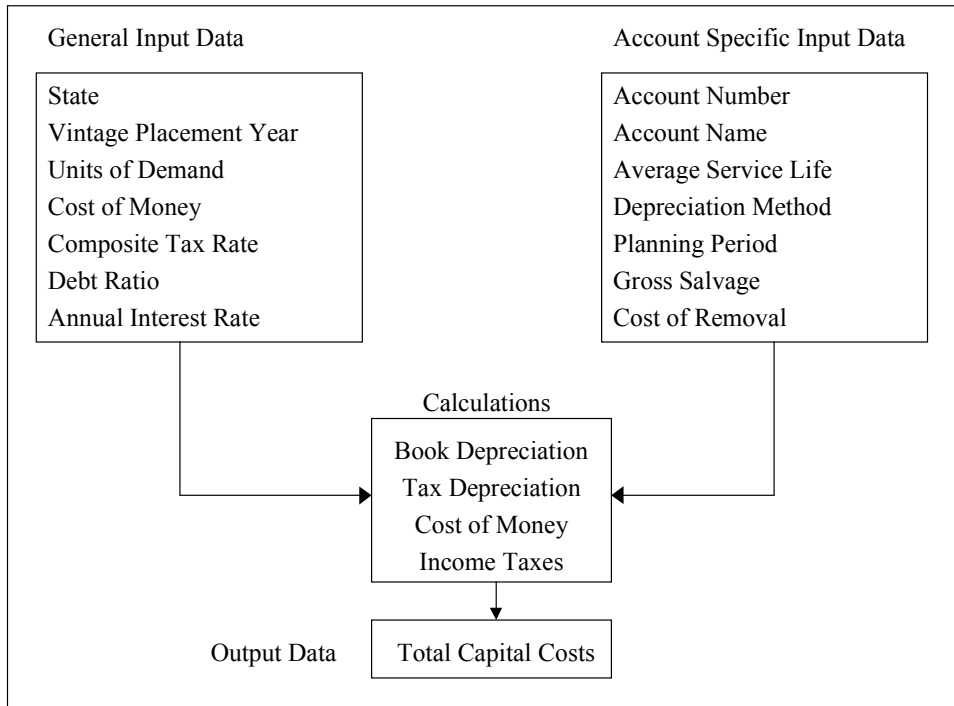 General Input Data
State
Vintage Placement Year
Units of Demand
Cost of Money
Composite Tax Rate
Debt Ratio
Annual Interest Rate
Account Specific Input Data
Account Number
Account Name
Average Service Life
Depreciation Method
Planning Period
Gross Salvage
Cost of Removal
Calculations
Book Depreciation
Tax Depreciation
Cost of Money
Income Taxes
Output Data
Total Capital Costs